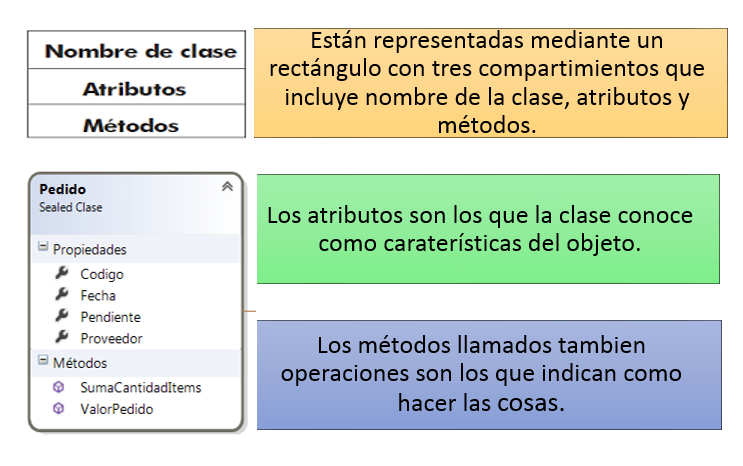 Nombre de clase
Atributos
Métodos
Están representadas mediante un
rectángulo con tres compartimientos que
incluye nombre de la clase, atributos y
métodos.
Pedido
Sealed Clase
Propiedades
Codigo
Fecha
Pendiente
Proveedor
Métodos
SumaCantidadItems
ValorPedido
Los atributos son los que la clase conoce
como caraterísticas del objeto.
Los métodos llamados tambien
operaciones son los que indican como
hacer las cosas.